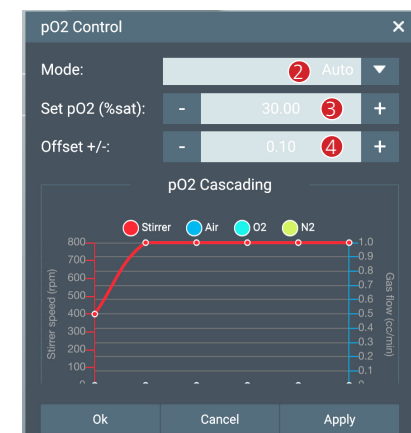 pO2 Control ×
Mode: 2 Auto
Set pO2 (%sat): - 30.00 3 +
Offset +/-: - 0.10 4 +
pO2 Cascading
Stirrer Air O2 N2
800 1.0
700 0.9
600 0.8
500 0.7
400 0.6
300 0.5
200 0.4
100 0.3
0 0.2
0.1
0
Stirrer speed (rpm)
Gas flow (cc/min)
Ok Cancel Apply